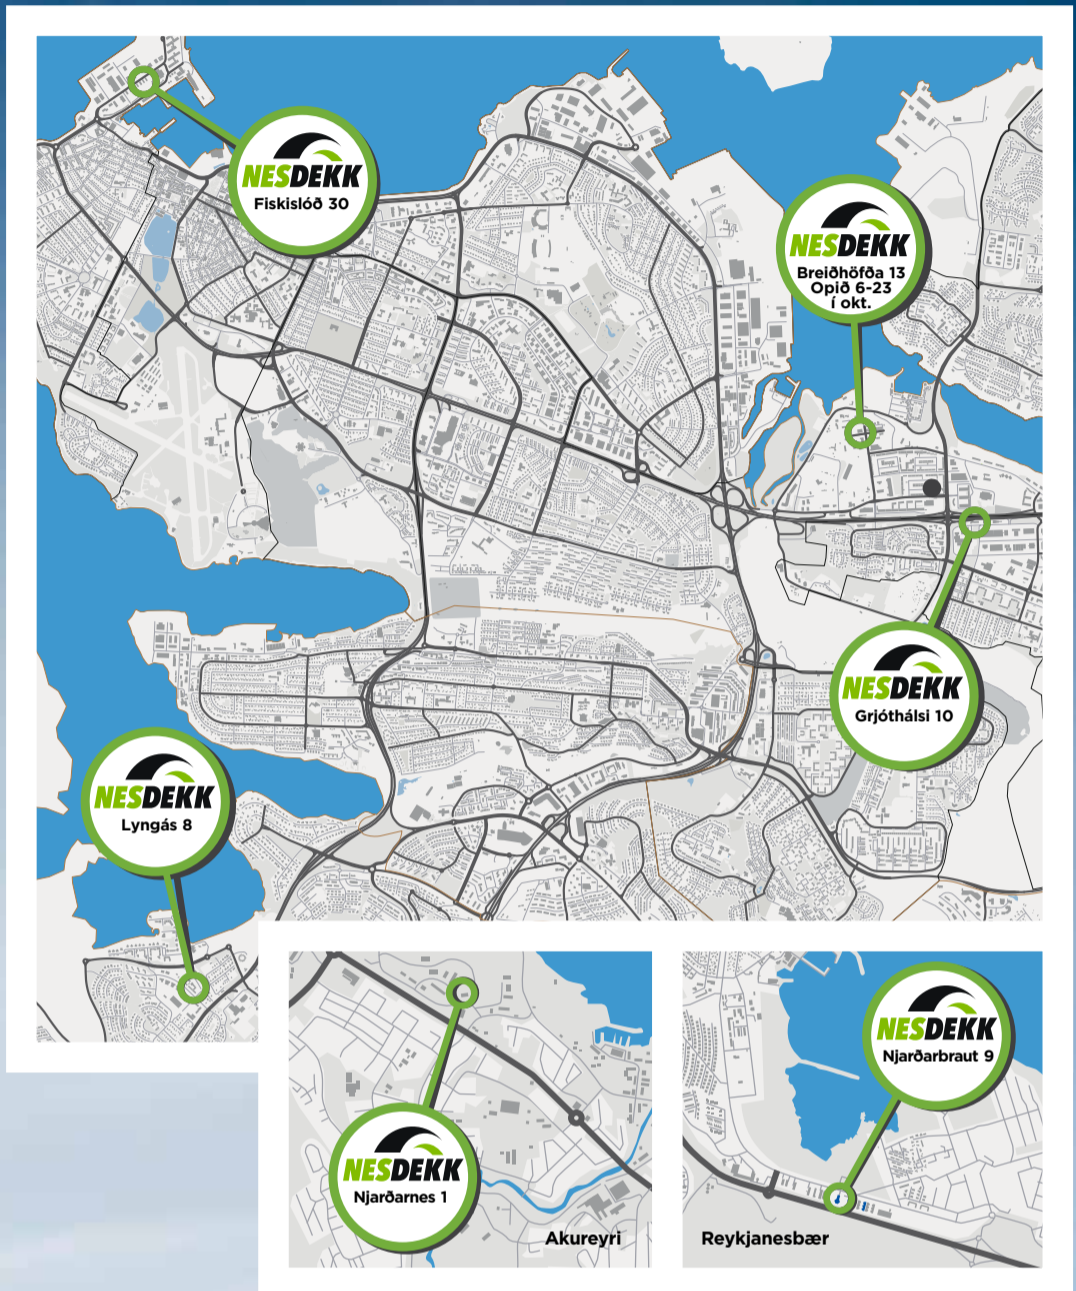 NESDEKK
Fiskislóð 30
NESDEKK
Breiðhöfða 13
Opið 6-23
í okt.
NESDEKK
Grjóthálsi 10
NESDEKK
Lyngás 8
NESDEKK
Njarðarnes 1
Akureyri
NESDEKK
Njarðarbraut 9
Reykjanesbær